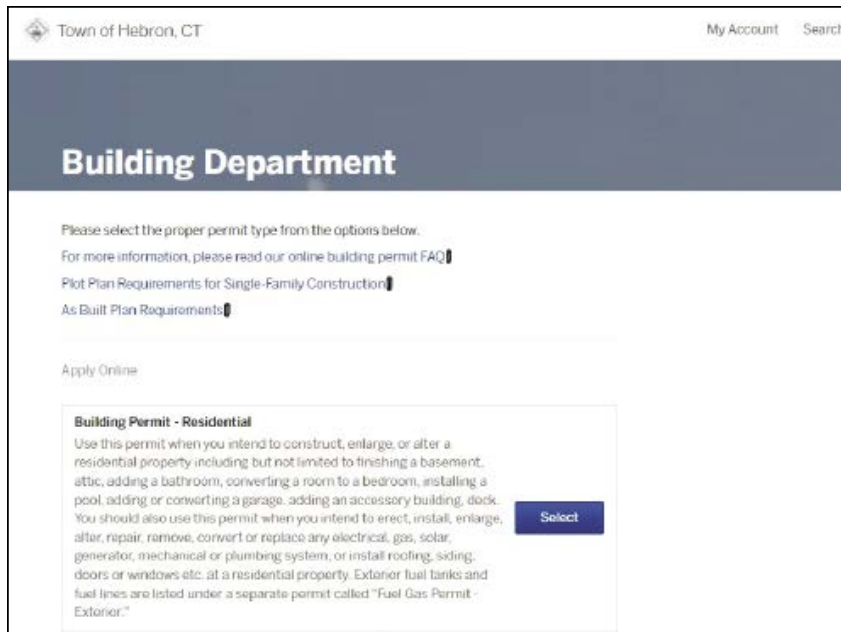 Town of Hebron, CT
My Account Search
Building Department
Please select the proper permit type from the options below.
For more information, please read our online building permit FAQ
Plot Plan Requirements for Single-Family Construction
As Built Plan Requirements
Apply Online
Building Permit - Residential
Use this permit when you intend to construct, enlarge, or alter a
residential property including but not limited to finishing a basement,
attic, adding a bathroom, converting a room to a bedroom, installing a
pool, adding or converting a garage, adding an accessory building, deck.
You should also use this permit when you intend to erect, install, enlarge,
alter, repair, remove, convert or replace any electrical, gas, solar,
generator, mechanical or plumbing system, or install roofing, siding,
doors or windows etc. at a residential property. Exterior fuel tanks and
fuel lines are listed under a separate permit called "Fuel Gas Permit -
Exterior."
Select